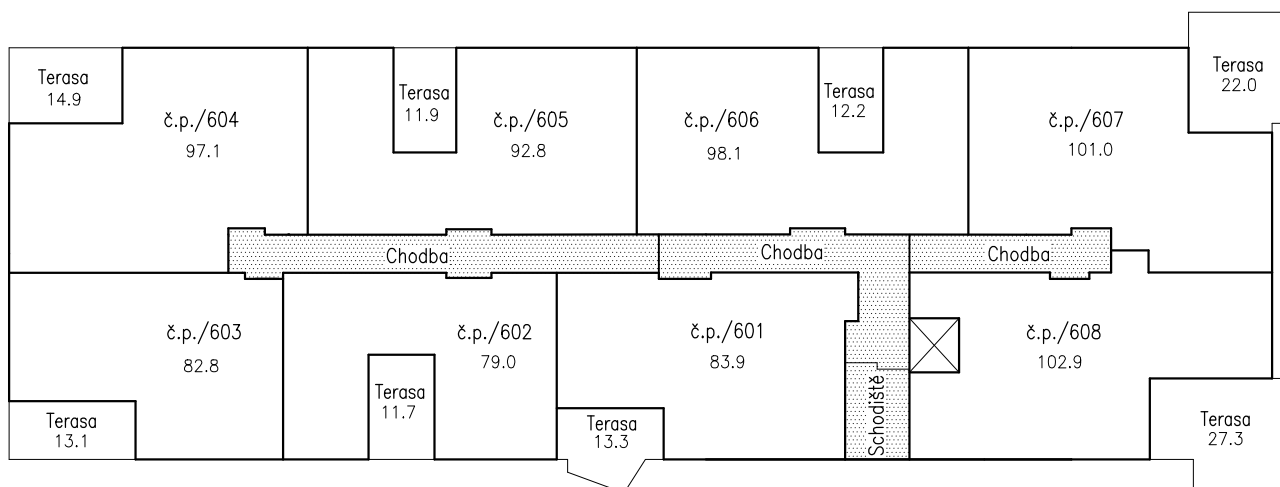 Terasa
14.9
č.p./604
97.1
Terasa
11.9
č.p./605
92.8
č.p./606
98.1
Terasa
12.2
č.p./607
101.0
Terasa
22.0
Chodba
Chodba
Chodba
č.p./603
82.8
Terasa
13.1
č.p./602
79.0
Terasa
11.7
č.p./601
83.9
Terasa
13.3
Schodiště
č.p./608
102.9
Terasa
27.3